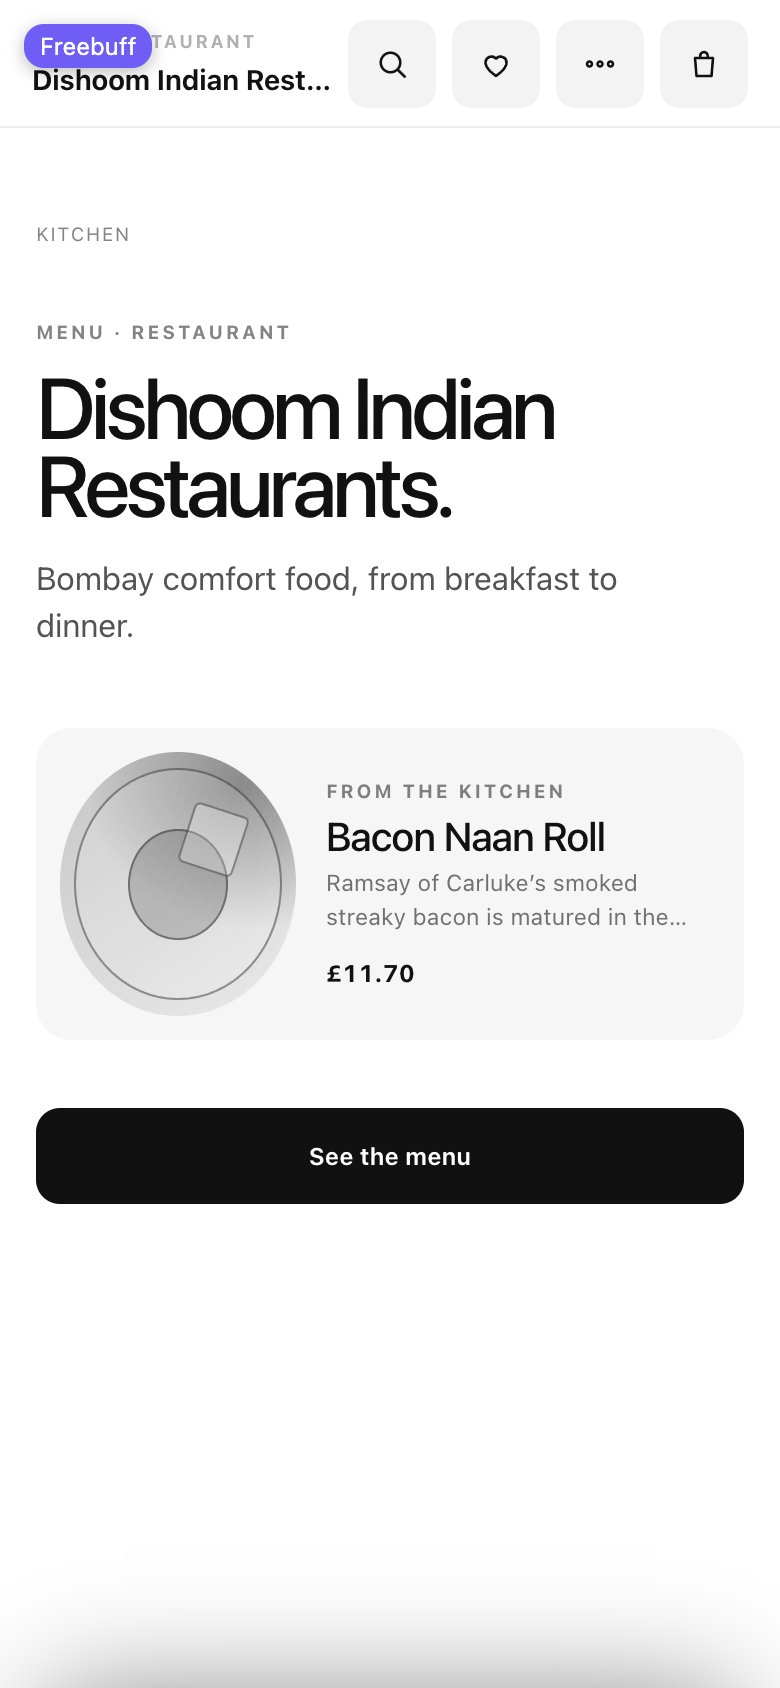 Freebuff
TAURANT
Dishoom Indian Rest...
KITCHEN
MENU · RESTAURANT
Dishoom Indian
Restaurants.
Bombay comfort food, from breakfast to
dinner.
FROM THE KITCHEN
Bacon Naan Roll
Ramsay of Carluke’s smoked
streaky bacon is matured in the...
£11.70
See the menu